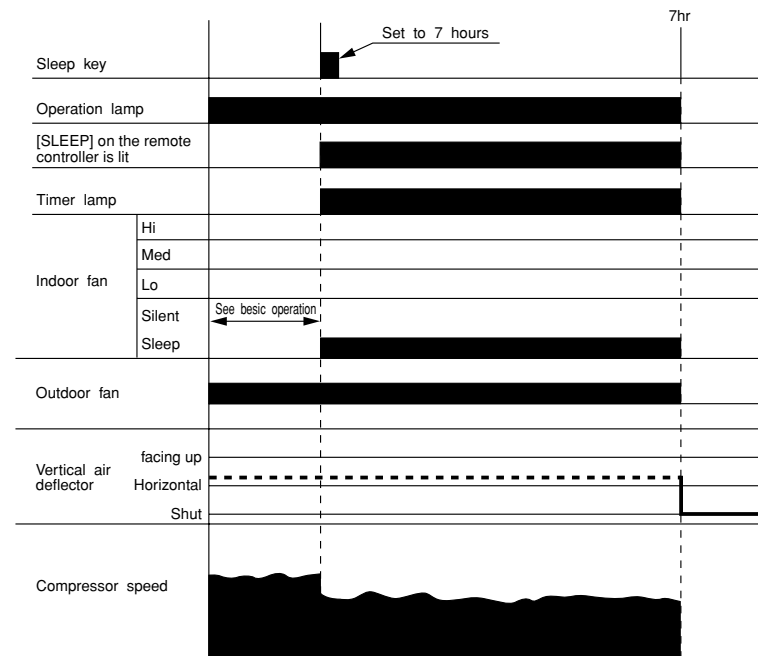 7hr
Set to 7 hours
Sleep key
Operation lamp
[SLEEP] on the remote
controller is lit
Timer lamp
Indoor fan
Hi
Med
Lo
Silent
Sleep
See besic operation
Outdoor fan
Vertical air
deflector
facing up
Horizontal
Shut
Compressor speed